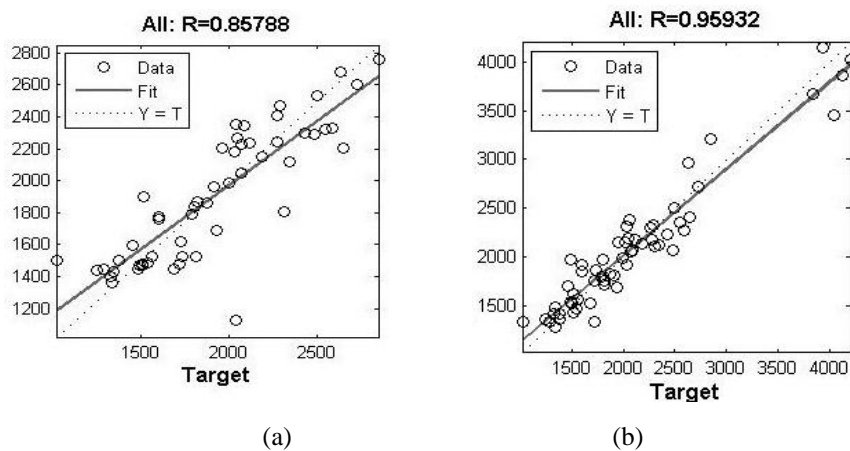 All: R=0.85788
2800
2600
2400
2200
2000
1800
1600
1400
1200
Data
Fit
Y = T
1500 2000 2500
Target
(a)
All: R=0.95932
4000
3500
3000
2500
2000
1500
Data
Fit
Y = T
1500 2000 2500 3000 3500 4000
Target
(b)